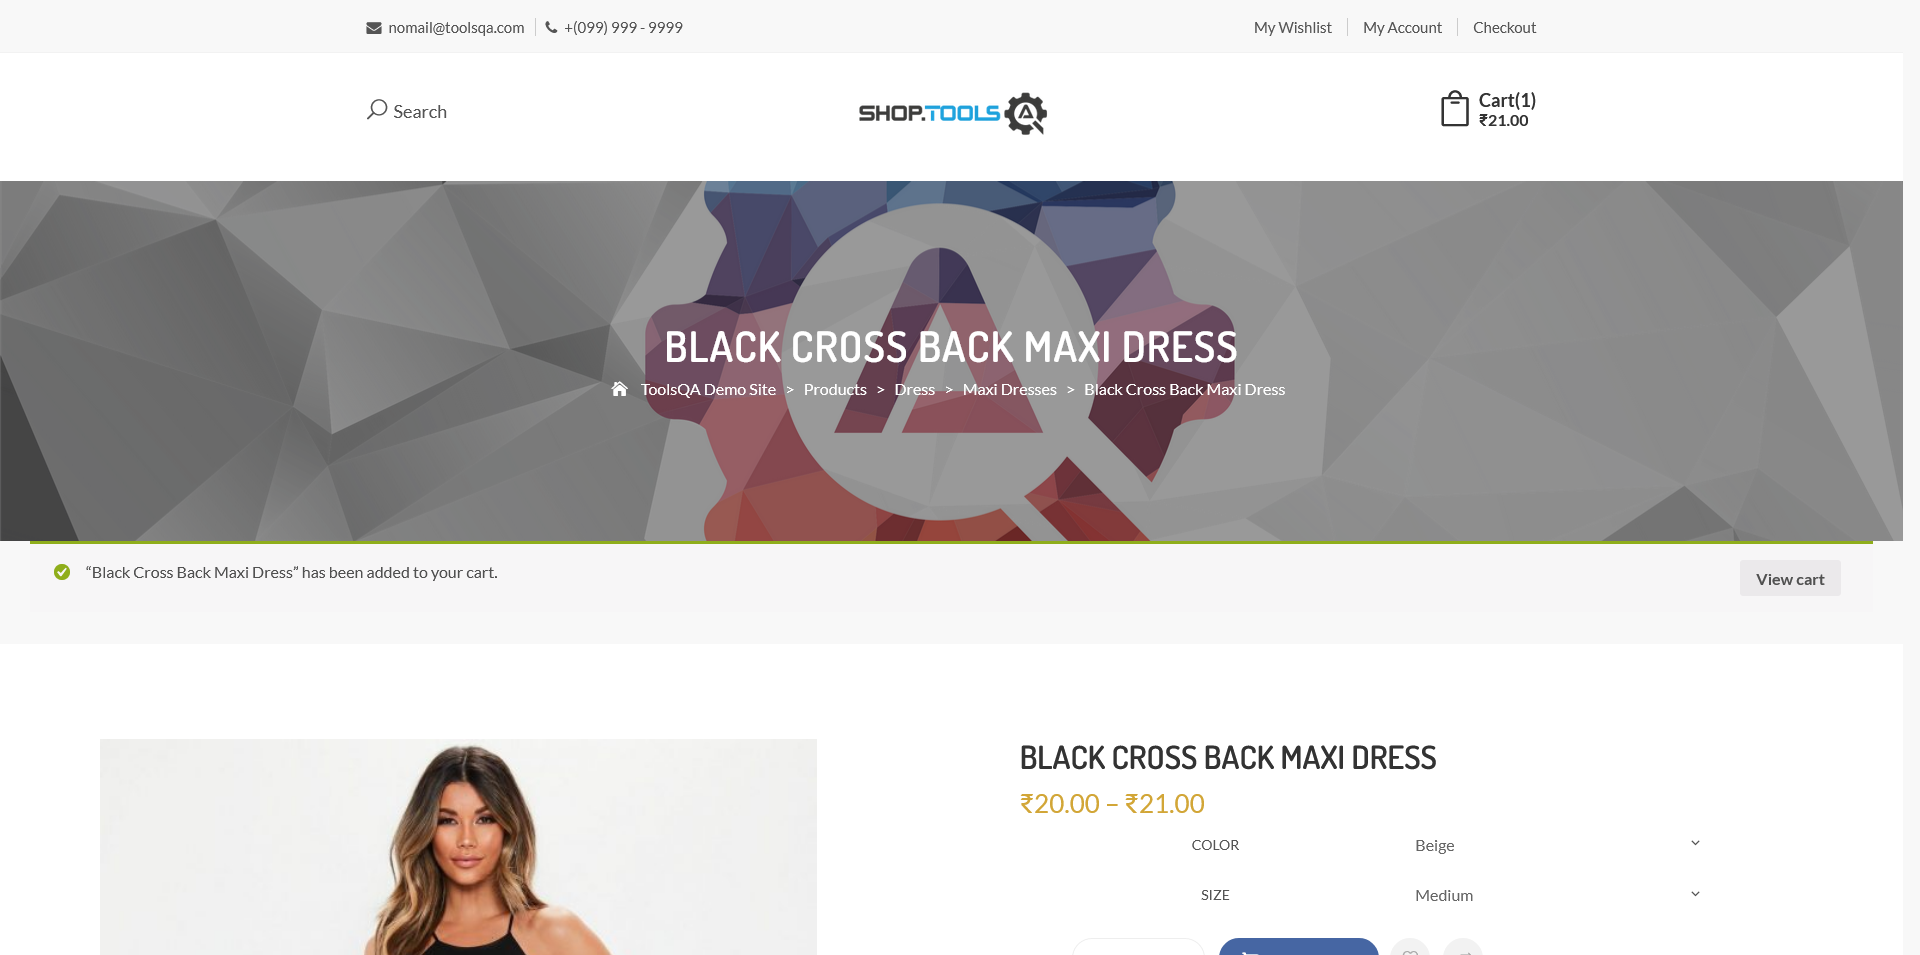 nomail@toolsqa.com
+(099) 999 - 9999
My Wishlist
My Account
Checkout
Search
SHOP.TOOLS
Cart(1)
₹21.00
BLACK CROSS BACK MAXI DRESS
ToolsQA Demo Site > Products > Dress > Maxi Dresses > Black Cross Back Maxi Dress
“Black Cross Back Maxi Dress” has been added to your cart.
View cart
BLACK CROSS BACK MAXI DRESS
₹20.00 – ₹21.00
COLOR
Beige
SIZE
Medium